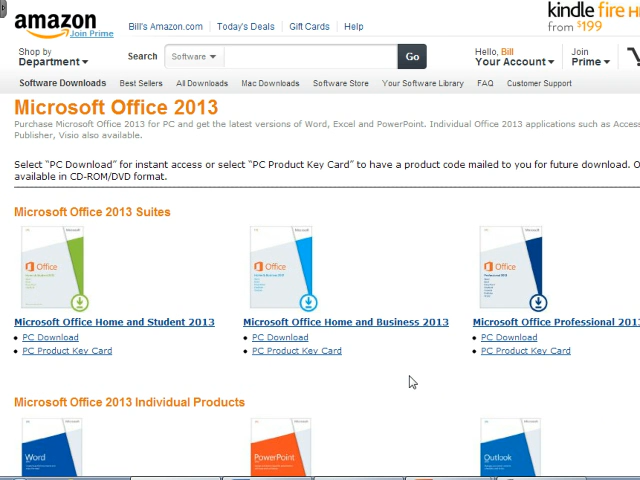 amazon
Join Prime
Bill's Amazon.com | Today's Deals | Gift Cards | Help
kindle fire H
from $199
Shop by
Department
Search
Software
Go
Hello, Bill
Your Account
Join
Prime
Software Downloads Best Sellers All Downloads Mac Downloads Software Store Your Software Library FAQ Customer Support
Microsoft Office 2013
Purchase Microsoft Office 2013 for PC and get the latest versions of Word, Excel and PowerPoint. Individual Office 2013 applications such as Access
Publisher, Visio also available.
Select "PC Download" for instant access or select "PC Product Key Card" to have a product code mailed to you for future download. O
available in CD-ROM/DVD format.
Microsoft Office 2013 Suites
Office Office Office
Microsoft Office Home and Student 2013 Microsoft Office Home and Business 2013 Microsoft Office Professional 2013
• PC Download • PC Download • PC Download
• PC Product Key Card • PC Product Key Card • PC Product Key Card
Microsoft Office 2013 Individual Products
Word PowerPoint Outlook